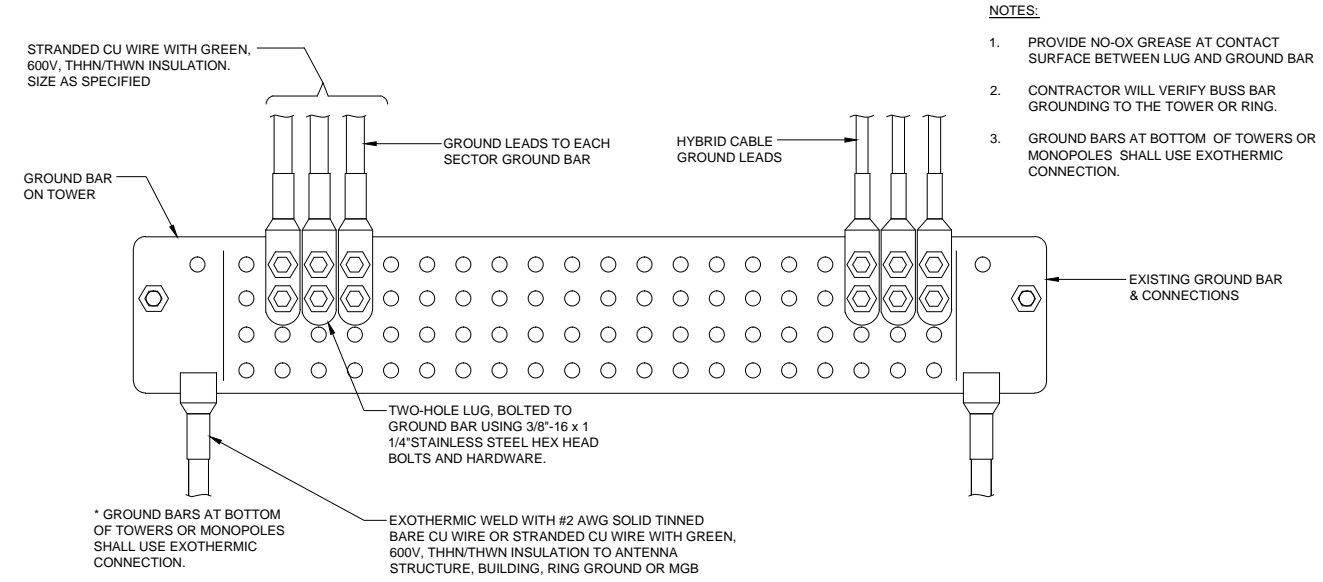 NOTES:
1. PROVIDE NO-OX GREASE AT CONTACT
SURFACE BETWEEN LUG AND GROUND BAR
2. CONTRACTOR WILL VERIFY BUSS BAR
GROUNDING TO THE TOWER OR RING.
3. GROUND BARS AT BOTTOM OF TOWERS OR
MONOPOLES SHALL USE EXOTHERMIC
CONNECTION.
STRANDED CU WIRE WITH GREEN,
600V, THHN/THWN INSULATION.
SIZE AS SPECIFIED
GROUND LEADS TO EACH
SECTOR GROUND BAR
HYBRID CABLE
GROUND LEADS
GROUND BAR
ON TOWER
EXISTING GROUND BAR
& CONNECTIONS
TWO-HOLE LUG, BOLTED TO
GROUND BAR USING 3/8"-16 x 1
1/4"STAINLESS STEEL HEX HEAD
BOLTS AND HARDWARE.
* GROUND BARS AT BOTTOM
OF TOWERS OR MONOPOLES
SHALL USE EXOTHERMIC
CONNECTION.
EXOTHERMIC WELD WITH #2 AWG SOLID TINNED
BARE CU WIRE OR STRANDED CU WIRE WITH GREEN,
600V, THHN/THWN INSULATION TO ANTENNA
STRUCTURE, BUILDING, RING GROUND OR MGB